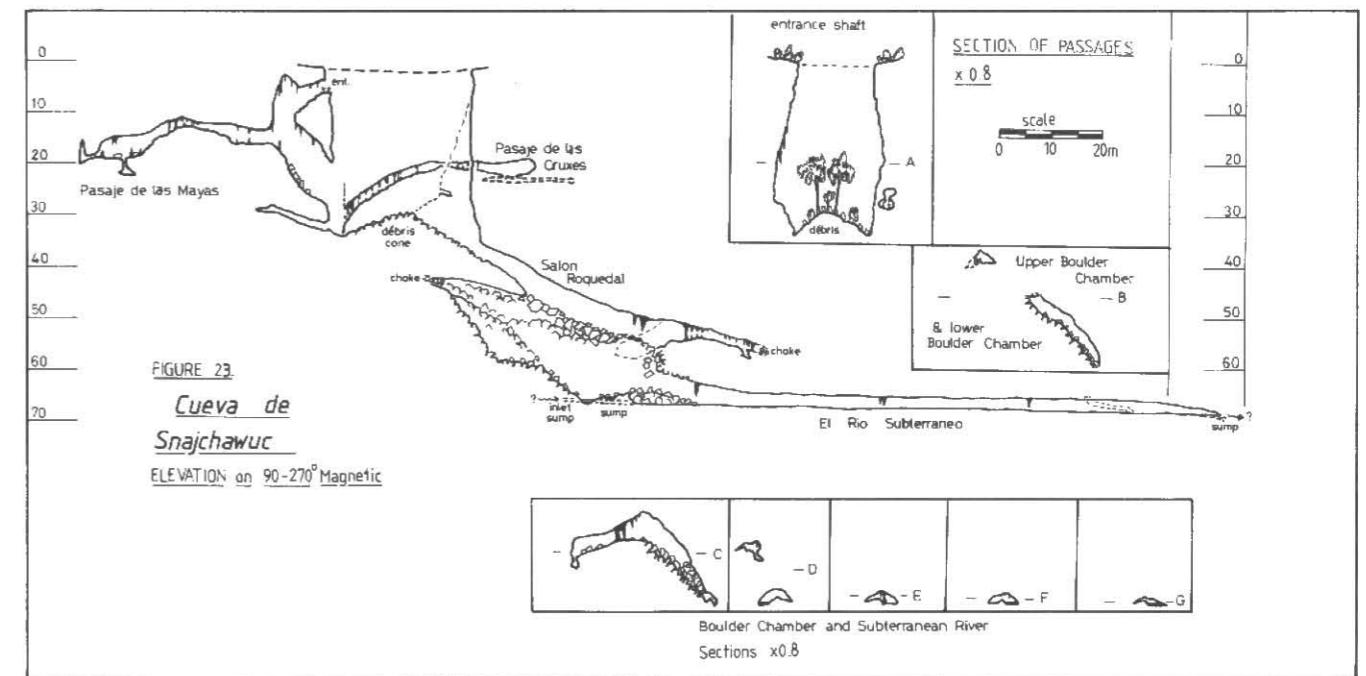 0
10
20
30
40
50
60
70
ent.
Pasaje de las Mayas
Pasaje de las
Cruxes
débris
cone
choke
Salon
Roquedal
choke
?
inlet
sump
sump
El Rio Subterraneo
sump
?
FIGURE 23.
Cueva de
Snajchawuc
ELEVATION on 90-270° Magnetic
entrance shaft
A
débris
SECTION OF PASSAGES
x 0.8
scale
0 10 20m
Upper Boulder
Chamber
B
& lower
Boulder Chamber
0
10
20
30
40
50
60
C
D
E
F
G
Boulder Chamber and Subterranean River
Sections x0.8